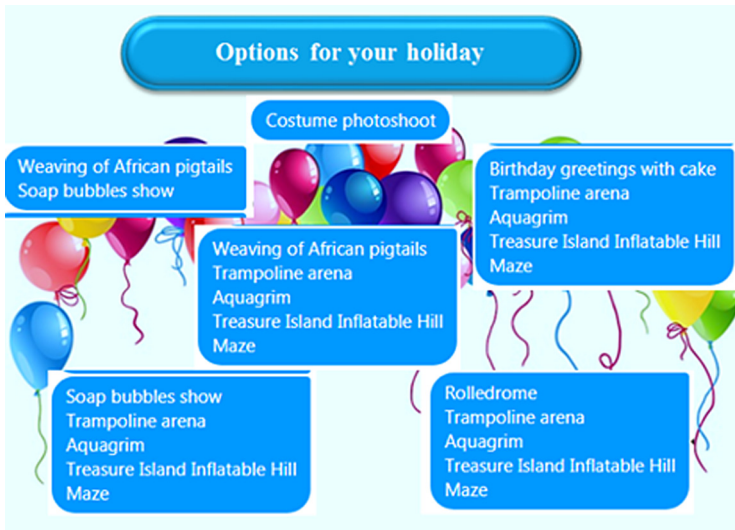 Options for your holiday
Costume photoshoot
Weaving of African pigtails
Soap bubbles show
Birthday greetings with cake
Trampoline arena
Aquagrim
Treasure Island Inflatable Hill
Maze
Weaving of African pigtails
Trampoline arena
Aquagrim
Treasure Island Inflatable Hill
Maze
Soap bubbles show
Trampoline arena
Aquagrim
Treasure Island Inflatable Hill
Maze
Rolledrome
Trampoline arena
Aquagrim
Treasure Island Inflatable Hill
Maze